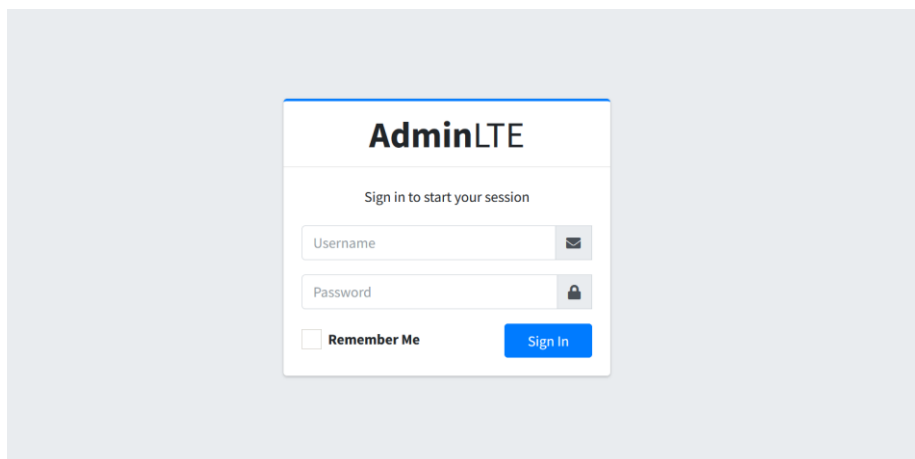 AdminLTE
Sign in to start your session
Username
Password
Remember Me
Sign In